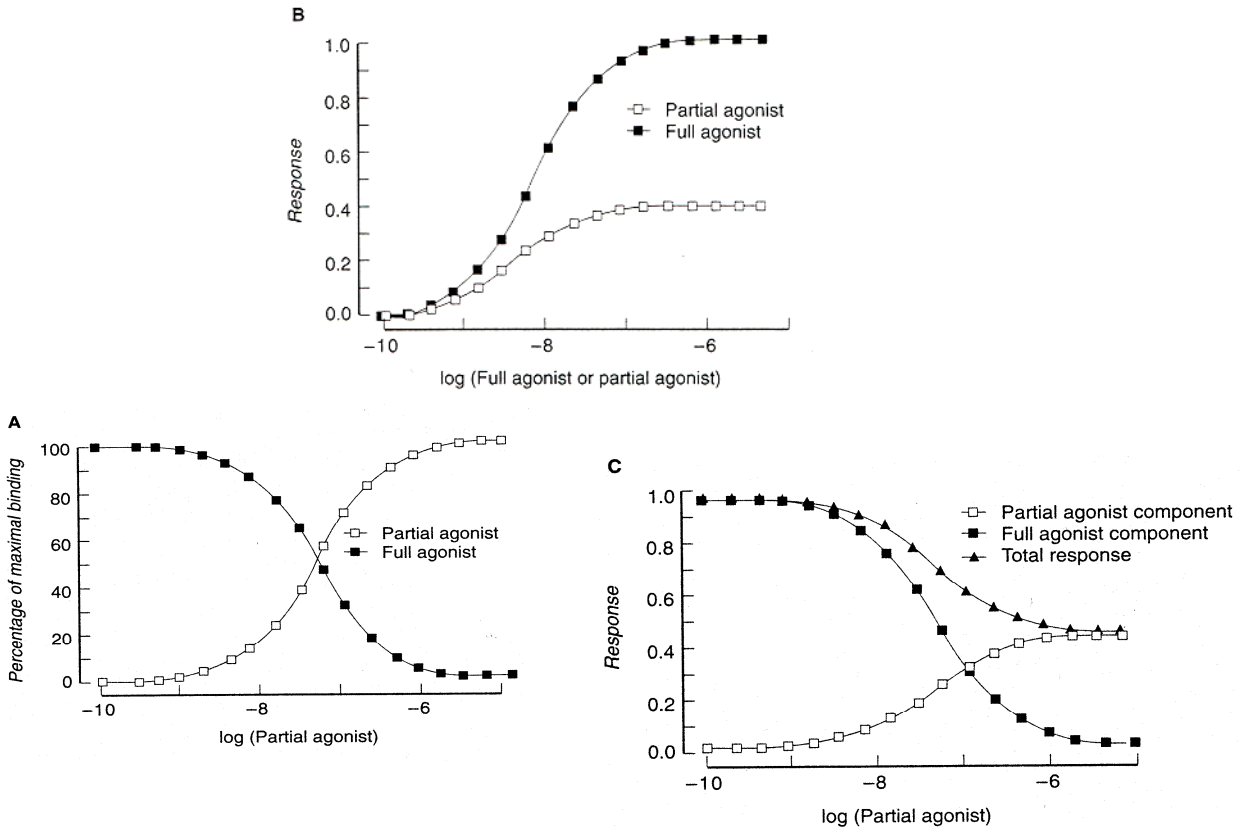 B
1.0
0.8
0.6
0.4
0.2
0.0
Response
Partial agonist
Full agonist
−10
−8
−6
log (Full agonist or partial agonist)
A
100
80
60
40
20
0
Percentage of maximal binding
Partial agonist
Full agonist
−10
−8
−6
log (Partial agonist)
C
1.0
0.8
0.6
0.4
0.2
0.0
Response
Partial agonist component
Full agonist component
Total response
−10
−8
−6
log (Partial agonist)